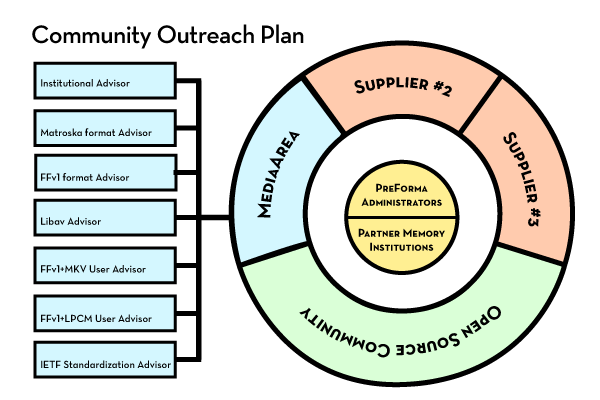 Community Outreach Plan
Institutional Advisor
Matroska format Advisor
FFv1 format Advisor
Libav Advisor
FFv1+MKV User Advisor
FFv1+LPCM User Advisor
IETF Standardization Advisor
MediaArea
Supplier #2
Supplier #3
Open Source Community
PreForma
Administrators
Partner Memory
Institutions